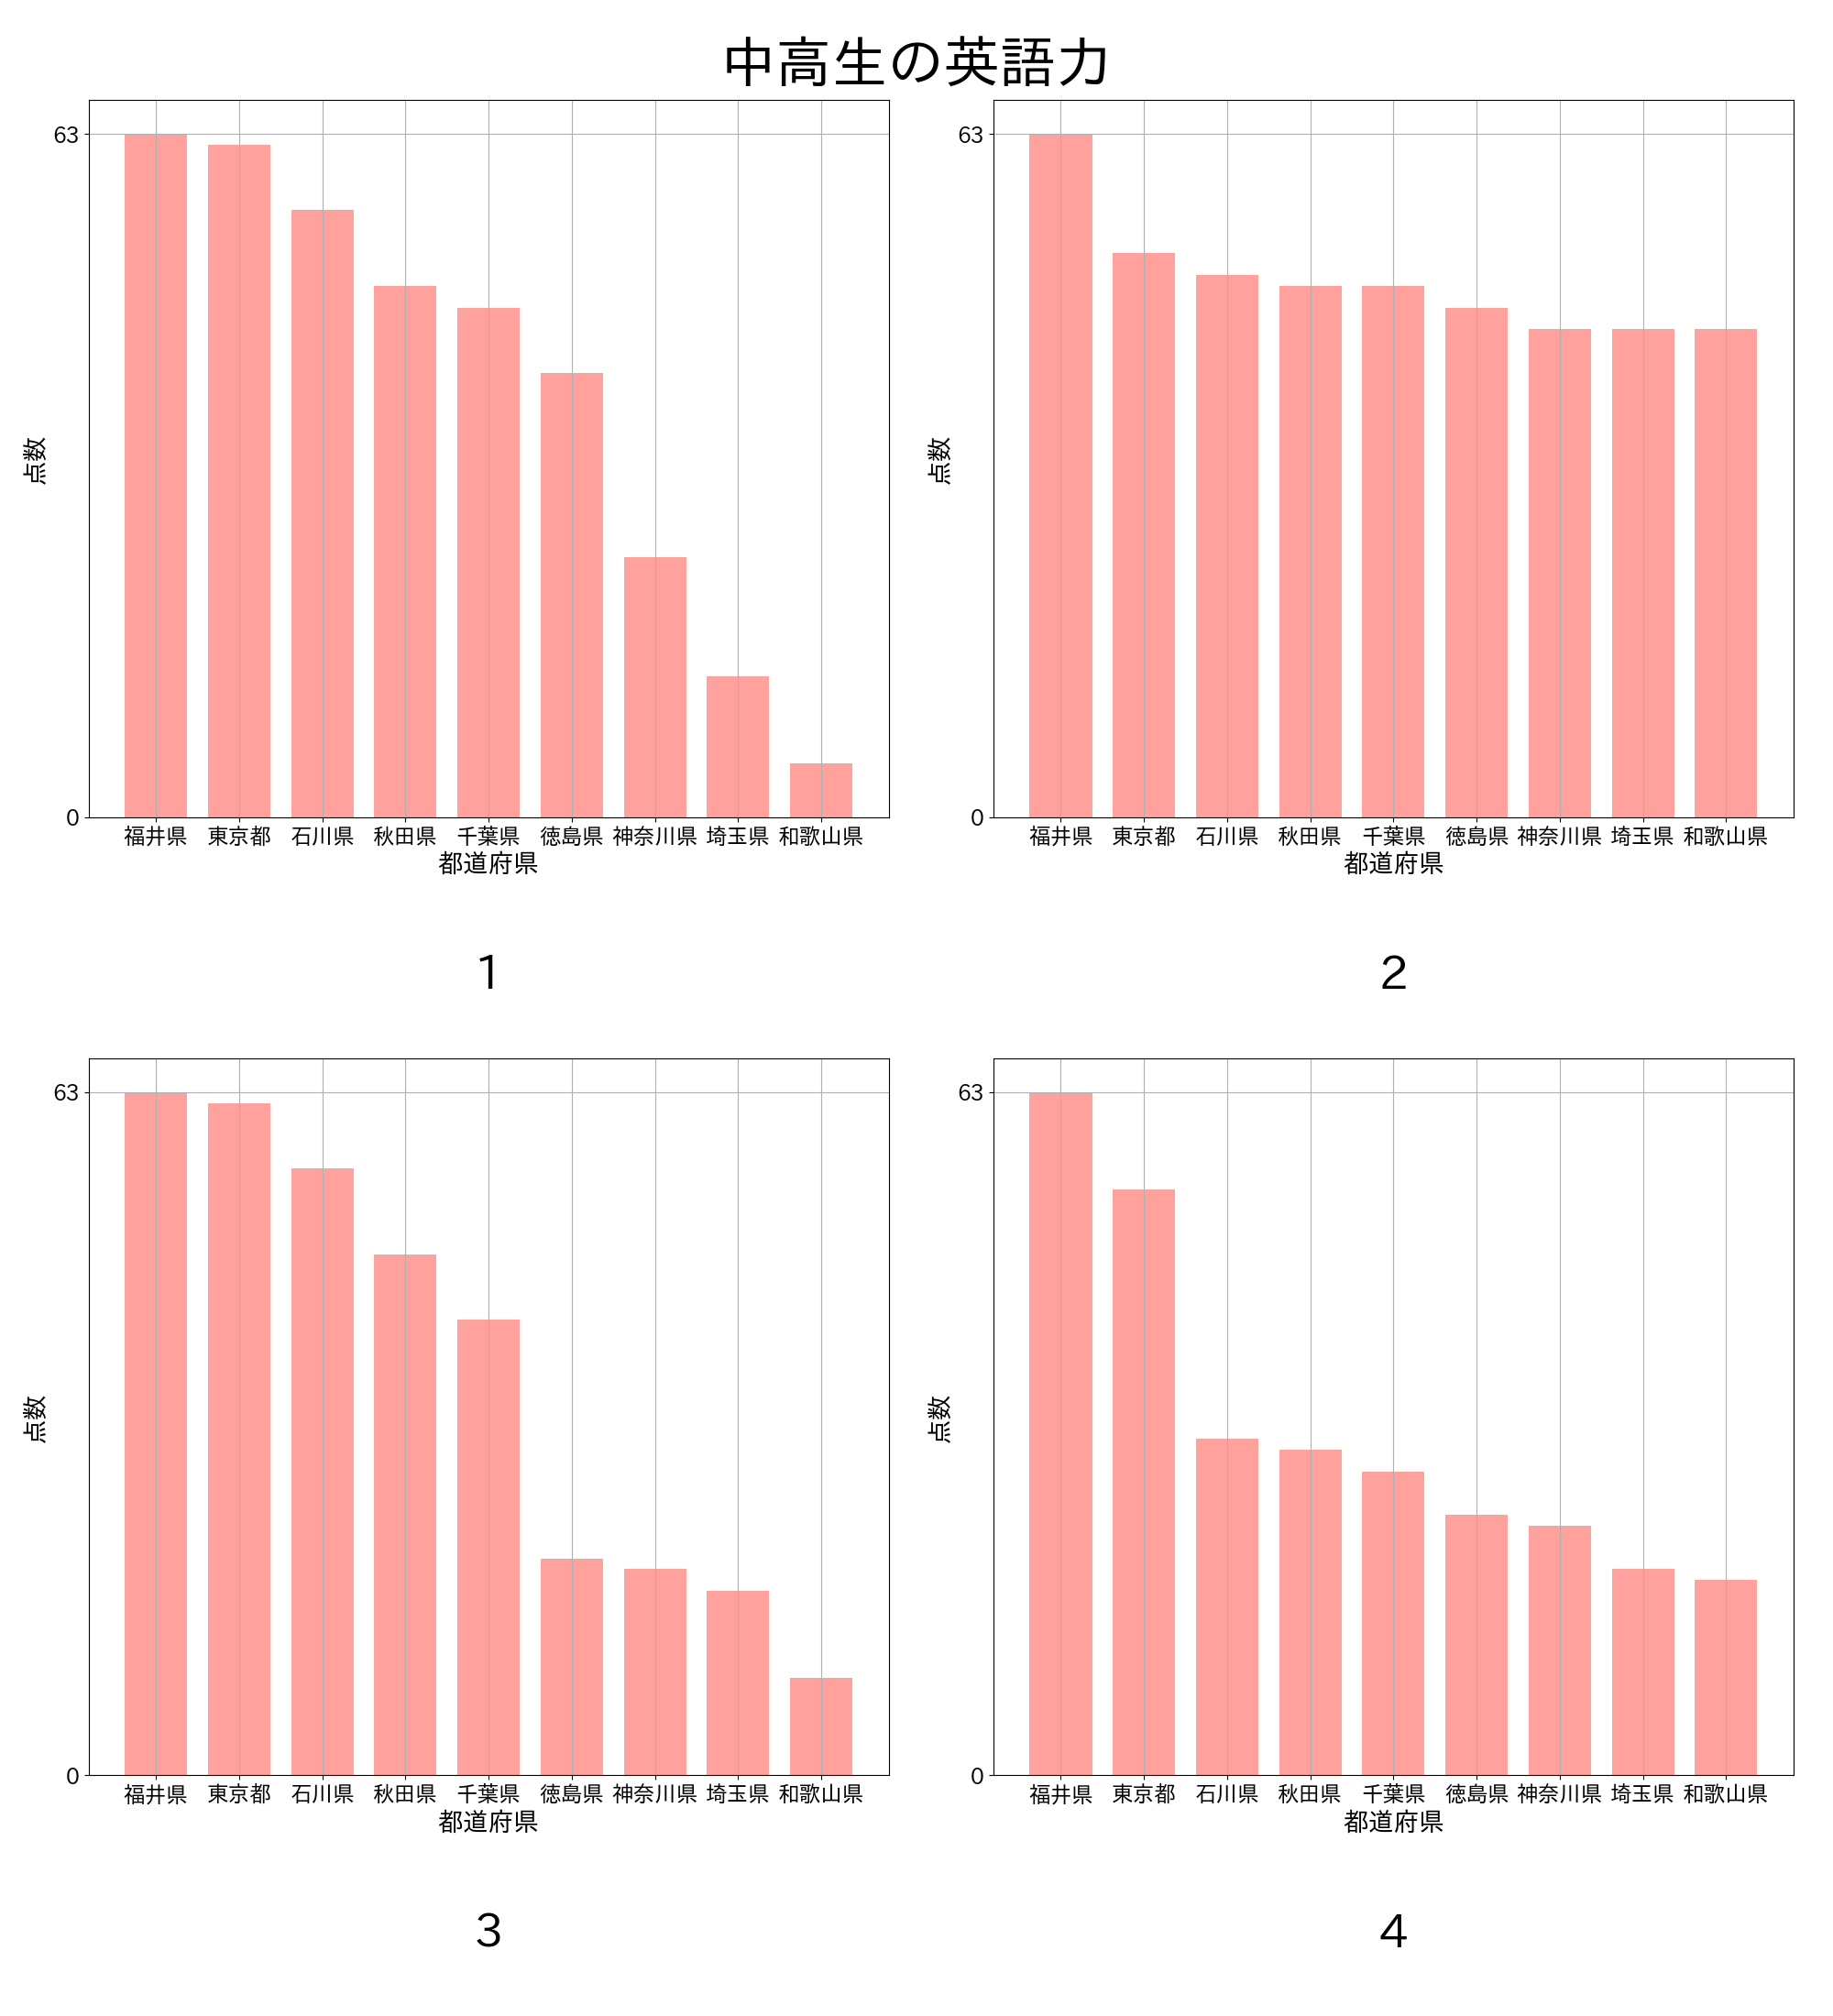 中高生の英語力
63
0
点数
福井県 東京都 石川県 秋田県 千葉県 徳島県 神奈川県 埼玉県 和歌山県
都道府県
1
63
0
点数
福井県 東京都 石川県 秋田県 千葉県 徳島県 神奈川県 埼玉県 和歌山県
都道府県
2
63
0
点数
福井県 東京都 石川県 秋田県 千葉県 徳島県 神奈川県 埼玉県 和歌山県
都道府県
3
63
0
点数
福井県 東京都 石川県 秋田県 千葉県 徳島県 神奈川県 埼玉県 和歌山県
都道府県
4